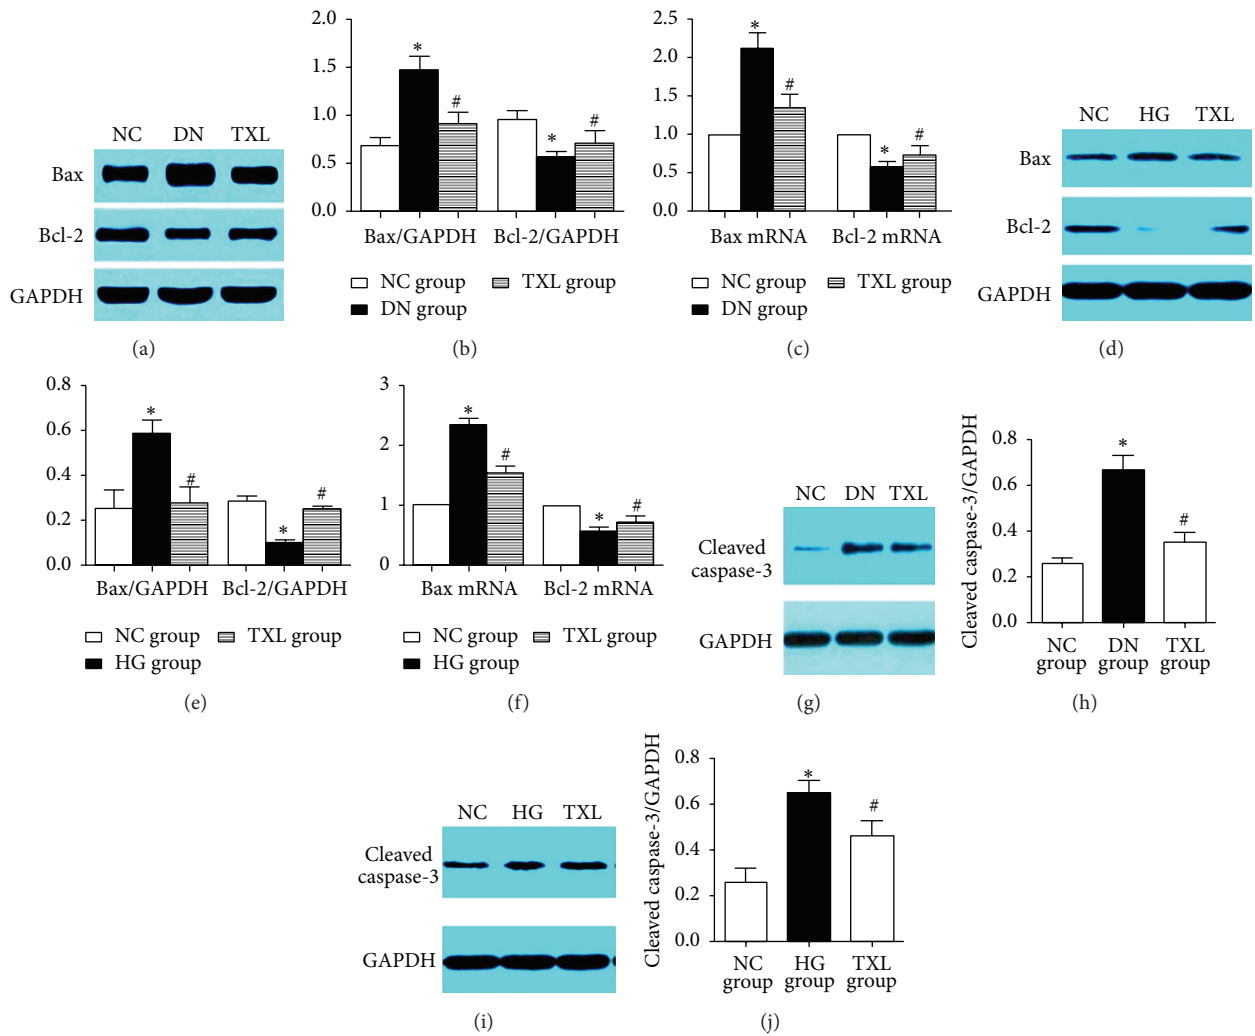 NC DN TXL
Bax
Bcl-2
GAPDH
(a)
2.0
1.5
1.0
0.5
0.0
* # * #
Bax/GAPDH Bcl-2/GAPDH
NC group TXL group
DN group
(b)
2.5
2.0
1.5
1.0
0.5
0.0
* # * #
Bax mRNA Bcl-2 mRNA
NC group TXL group
DN group
(c)
NC HG TXL
Bax
Bcl-2
GAPDH
(d)
0.8
0.6
0.4
0.2
0.0
* # * #
Bax/GAPDH Bcl-2/GAPDH
NC group TXL group
HG group
(e)
3
2
1
0
* # * #
Bax mRNA Bcl-2 mRNA
NC group TXL group
HG group
(f)
NC DN TXL
Cleaved
caspase-3
GAPDH
(g)
Cleaved caspase-3/GAPDH
0.8
0.6
0.4
0.2
0.0
* #
NC DN TXL
group group group
(h)
NC HG TXL
Cleaved
caspase-3
GAPDH
(i)
Cleaved caspase-3/GAPDH
0.8
0.6
0.4
0.2
0.0
* #
NC HG TXL
group group group
(j)